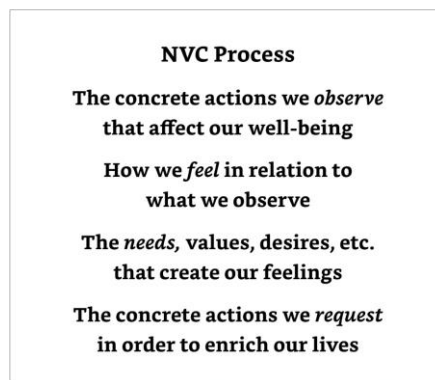 NVC Process
The concrete actions we observe
that affect our well-being
How we feel in relation to
what we observe
The needs, values, desires, etc.
that create our feelings
The concrete actions we request
in order to enrich our lives